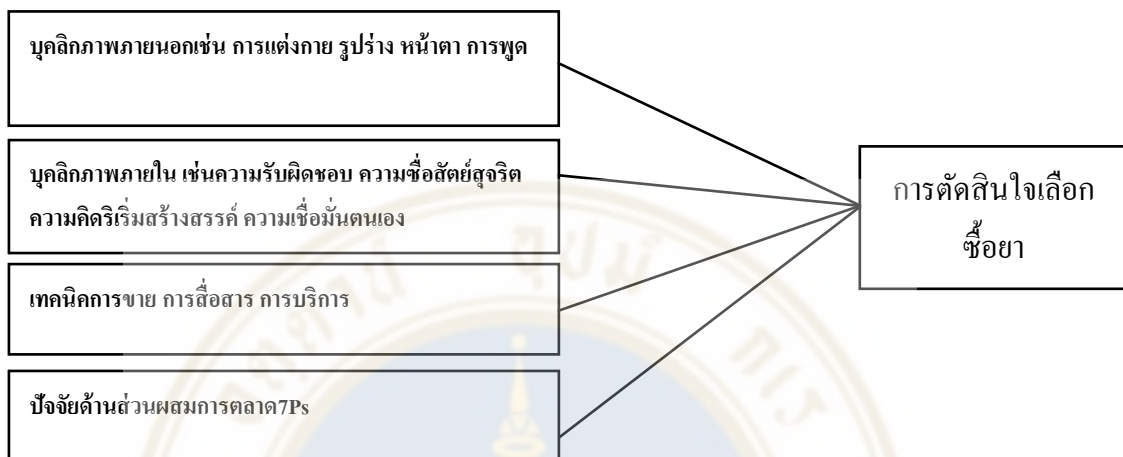 บุคลิกภาพภายนอกเช่น การแต่งกาย รูปร่าง หน้าตา การพูด
บุคลิกภาพภายใน เช่นความรับผิดชอบ ความซื่อสัตย์สุจริต
ความคิดริเริ่มสร้างสรรค์ ความเชื่อมั่นตนเอง
เทคนิคการขาย การสื่อสาร การบริการ
ปัจจัยด้านส่วนผสมการตลาด7Ps
การตัดสินใจเลือก
ซื้อยา